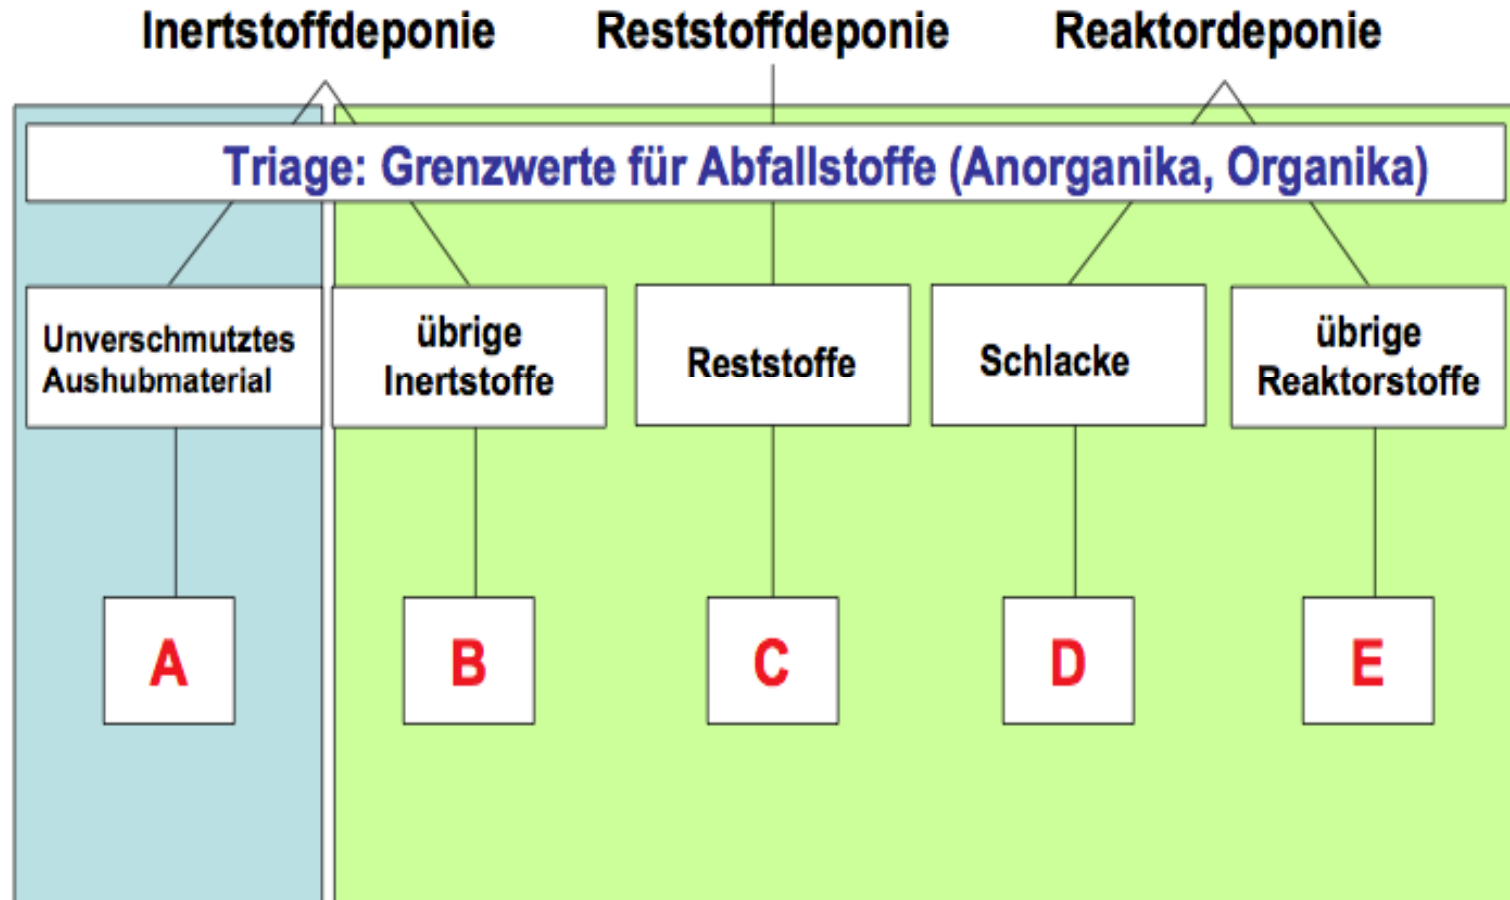 Inertstoffdeponie Reststoffdeponie Reaktordeponie
Triage: Grenzwerte für Abfallstoffe (Anorganika, Organika)
Unverschmutztes
Aushubmaterial
übrige
Inertstoffe
Reststoffe
Schlacke
übrige
Reaktorstoffe
A B C D E